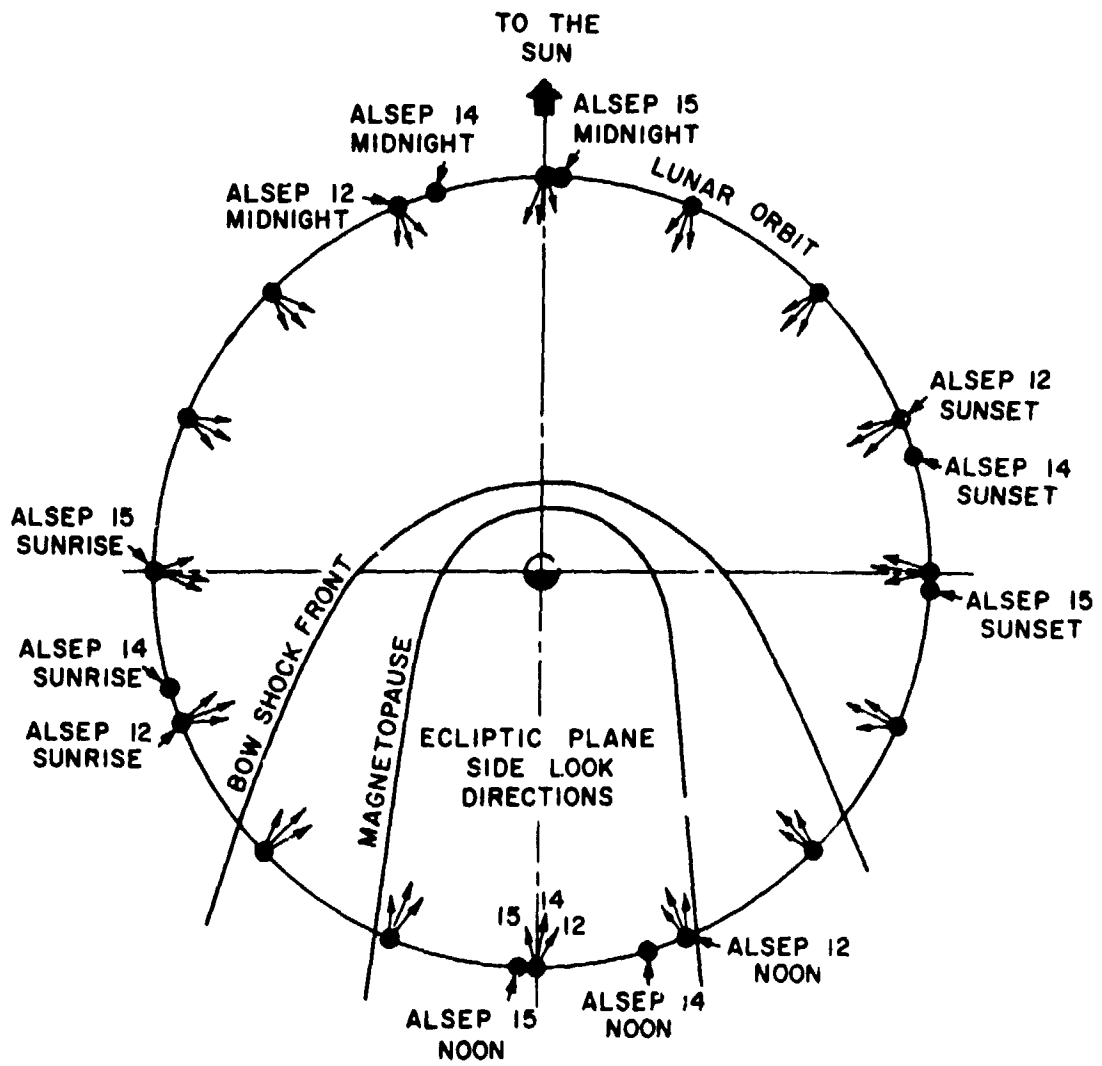 TO THE
SUN
ALSEP 14
MIDNIGHT
ALSEP 15
MIDNIGHT
LUNAR ORBIT
ALSEP 12
MIDNIGHT
ALSEP 12
SUNSET
ALSEP 14
SUNSET
ALSEP 15
SUNRISE
ALSEP 15
SUNSET
ALSEP 14
SUNRISE
ALSEP 12
SUNRISE
BOW SHOCK FRONT
MAGNETOPAUSE
ECLIPTIC PLANE
SIDE LOOK
DIRECTIONS
15
14
12
ALSEP 12
NOON
ALSEP 14
NOON
ALSEP 15
NOON